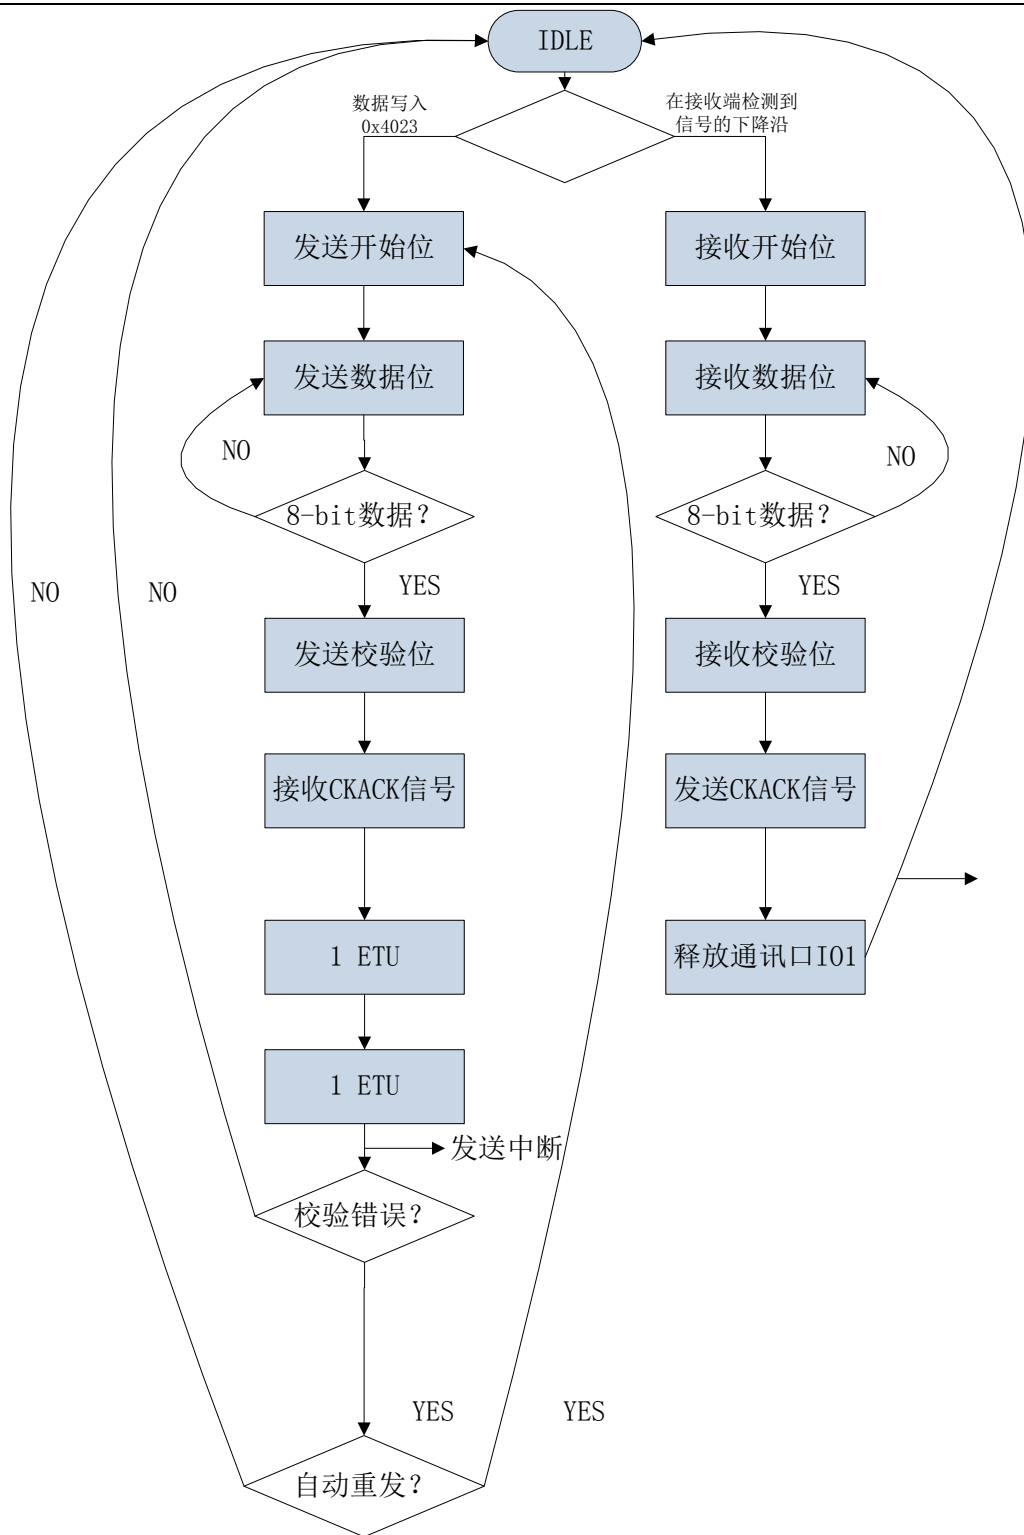 IDLE
数据写入
0x4023
在接收端检测到
信号的下降沿
发送开始位
接收开始位
发送数据位
接收数据位
NO
NO
8-bit数据?
8-bit数据?
YES
YES
NO
NO
发送校验位
接收校验位
接收CKACK信号
发送CKACK信号
1 ETU
释放通讯口IO1
1 ETU
发送中断
校验错误?
YES
YES
自动重发?